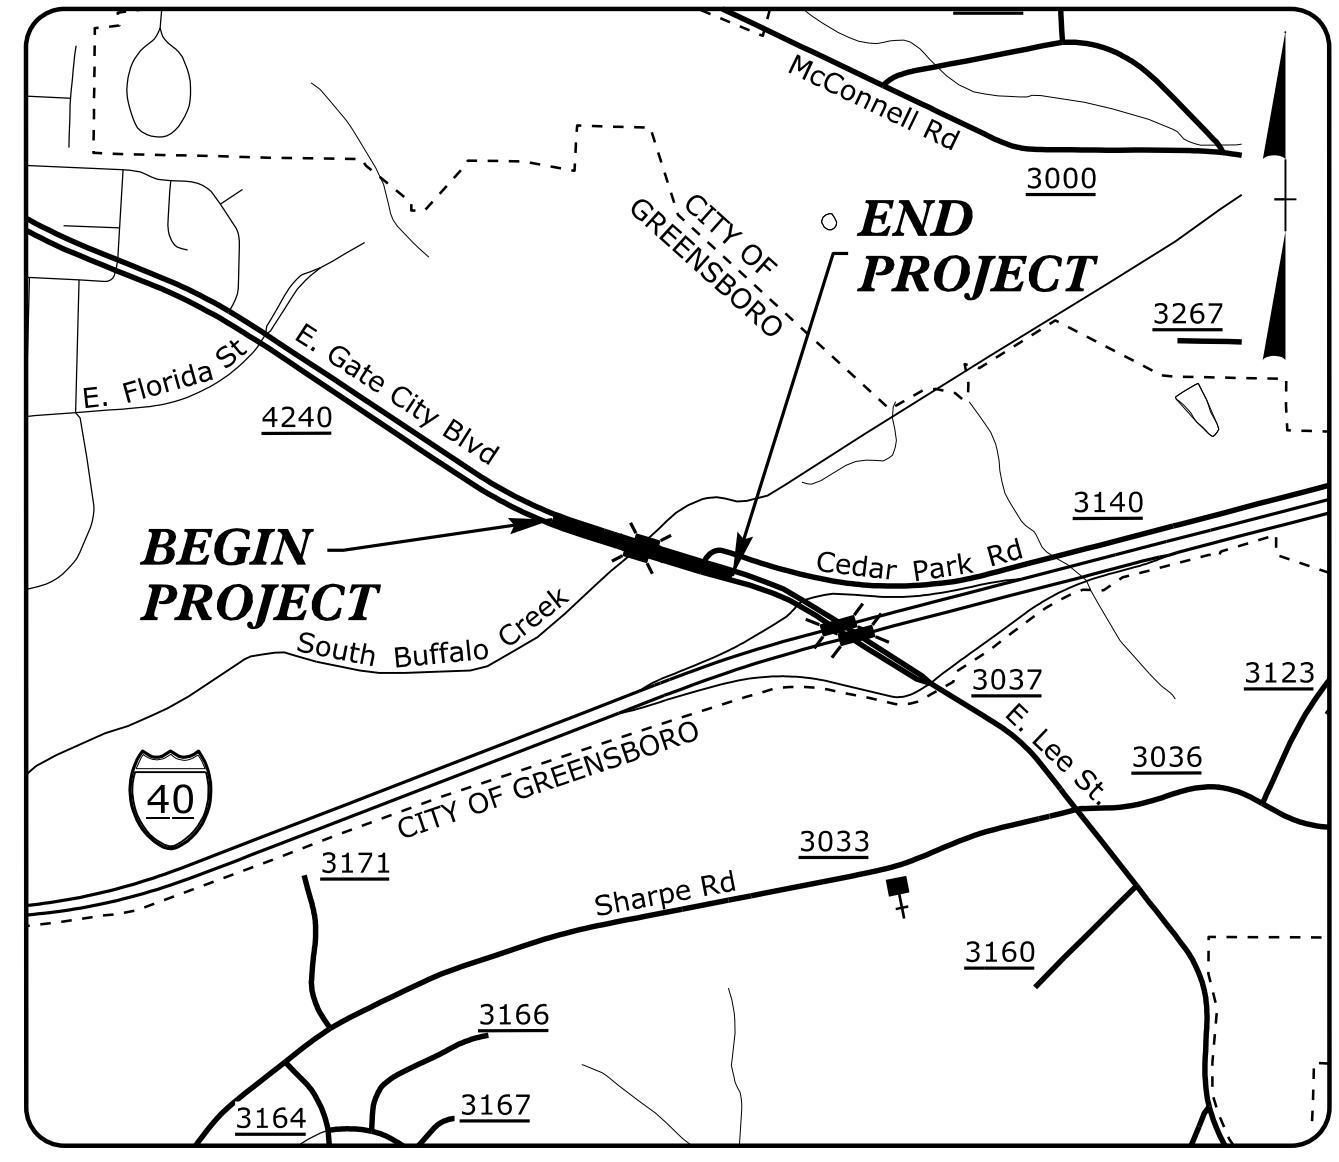 McConnell Rd
3000
CITY OF
GREENSBORO
END
PROJECT
3267
E. Gate City Blvd
E. Florida St
4240
3140
BEGIN
PROJECT
Cedar Park Rd
South Buffalo Creek
3037
3123
E. Lee St.
CITY OF GREENSBORO
3036
40
3171
3033
Sharpe Rd
3160
3166
3167
3164